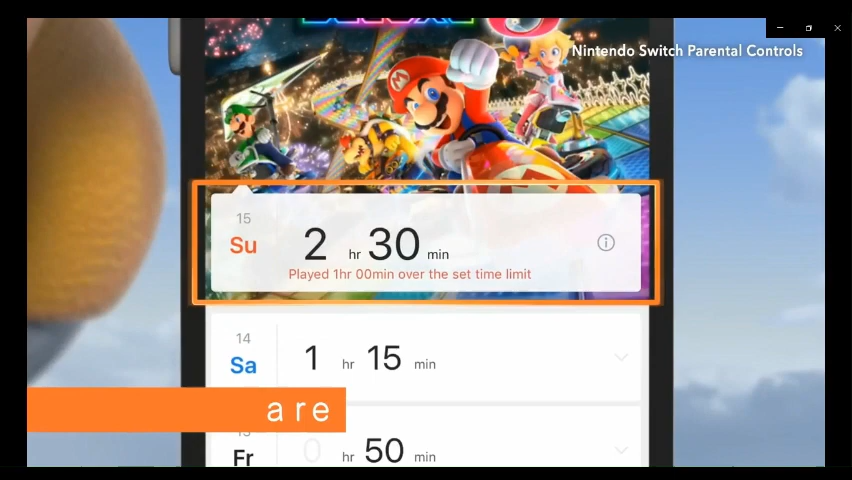 Nintendo Switch Parental Controls
15
Su
2 hr 30 min
Played 1hr 00min over the set time limit
14
Sa
1 hr 15 min
are
Fr
0 hr 50 min